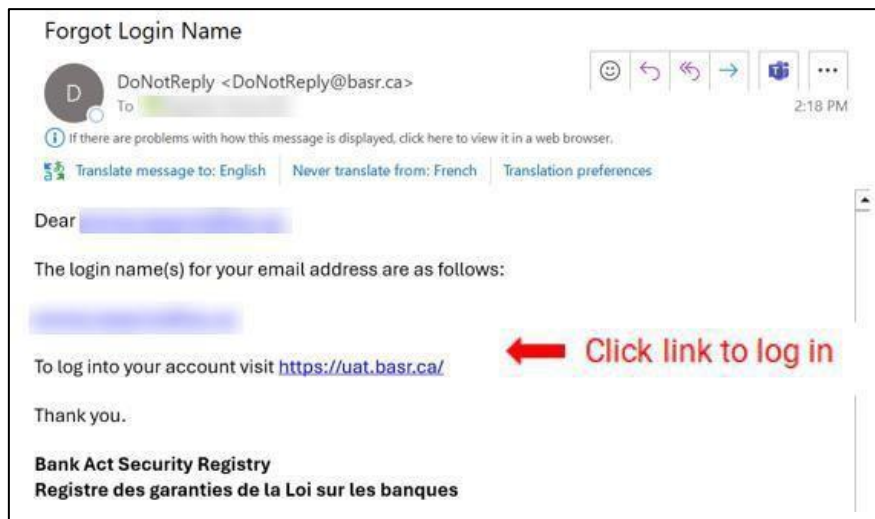 Forgot Login Name
D
DoNotReply <DoNotReply@basr.ca>
To
2:18 PM
If there are problems with how this message is displayed, click here to view it in a web browser.
Translate message to: English Never translate from: French Translation preferences
Dear
The login name(s) for your email address are as follows:
To log into your account visit https://uat.basr.ca/
Click link to log in
Thank you.
Bank Act Security Registry
Registre des garanties de la Loi sur les banques